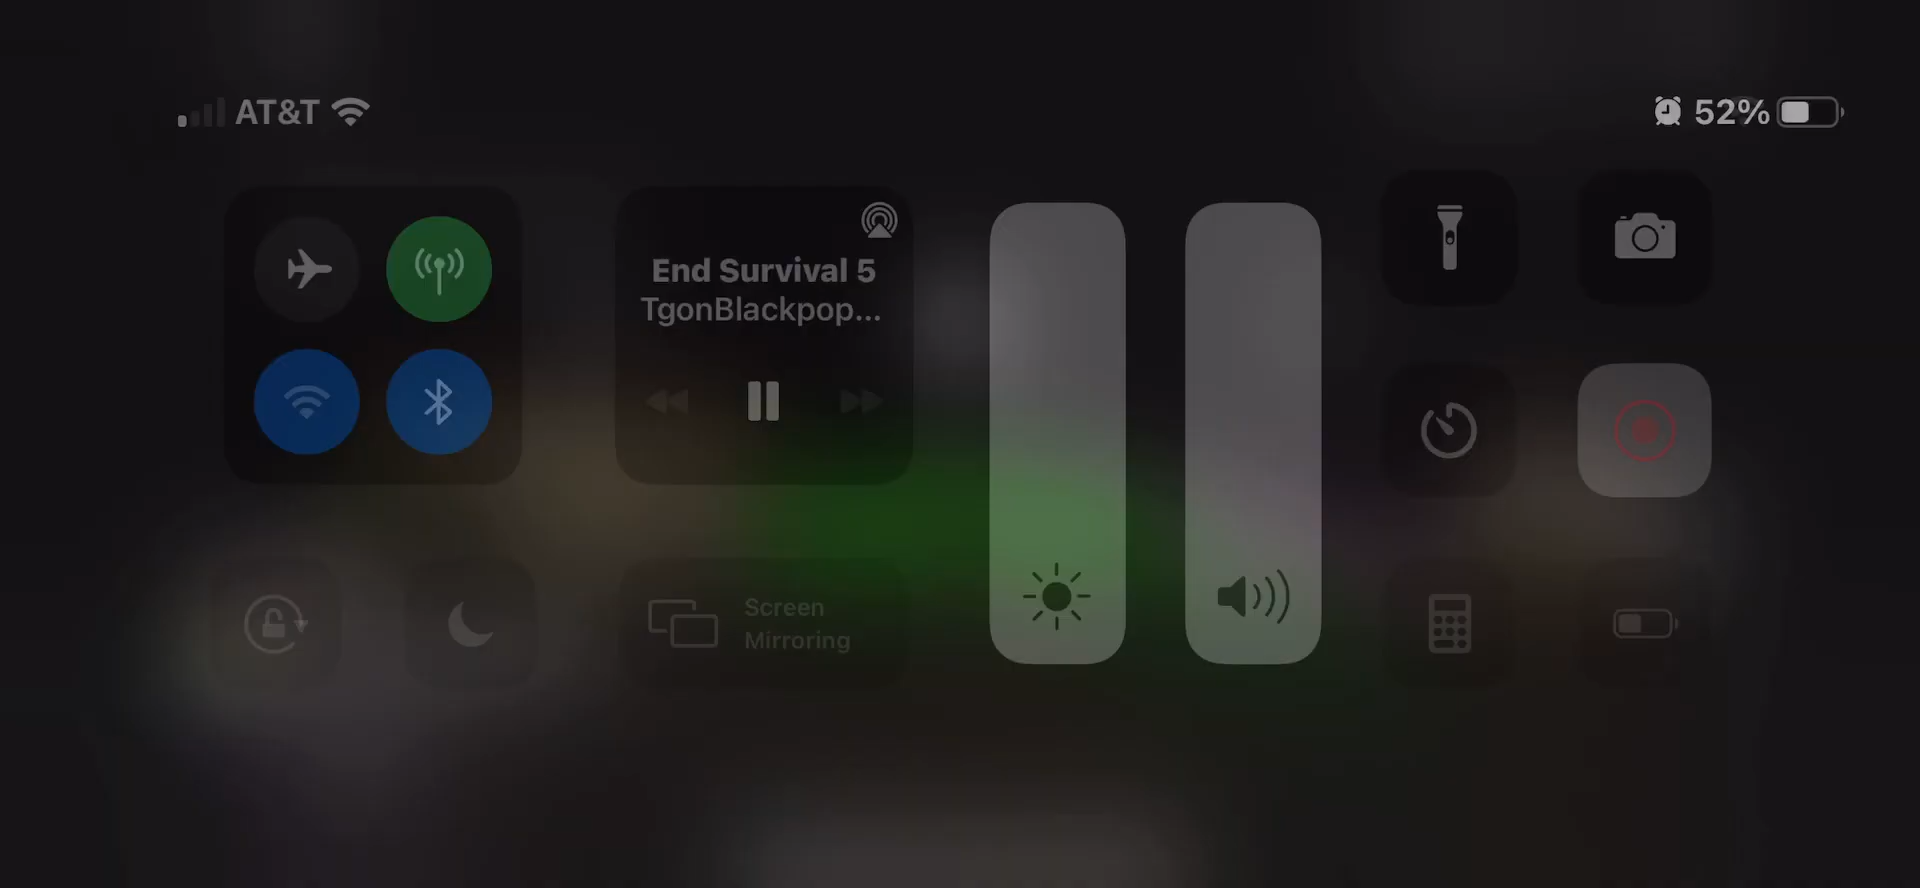 AT&T
52%
End Survival 5
TgonBlackpop...
Screen
Mirroring